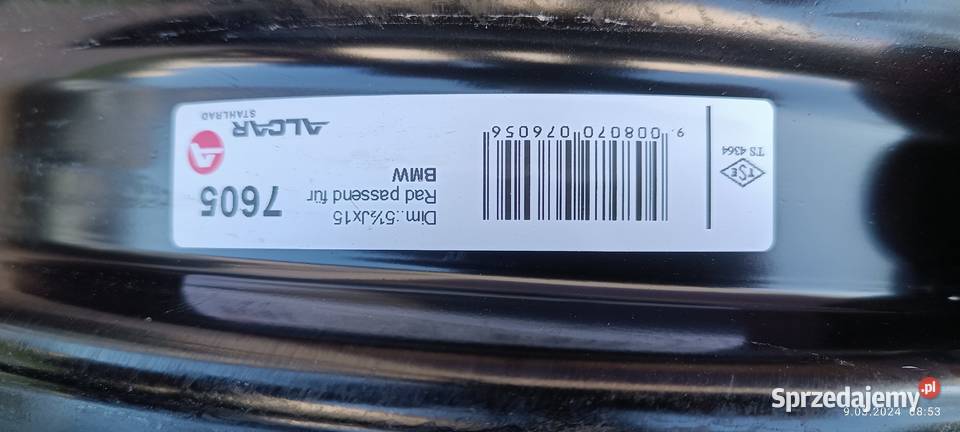 TSE
TS 4364
9 008070 076056
Dim.:5½Jx15
Rad passend für
BMW
7605
ALCAR
STAHLRAD
Sprzedajemy.pl
9.03.2024 08:53